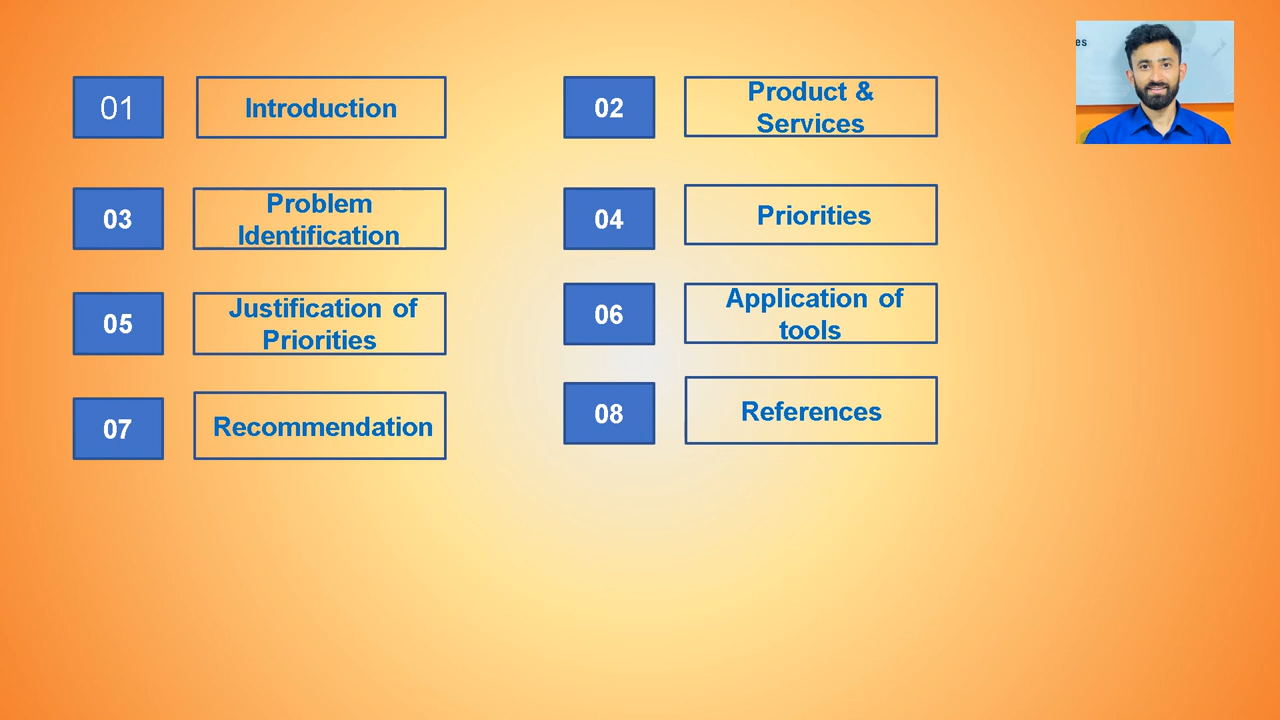 01
Introduction
02
Product &
Services
03
Problem
Identification
04
Priorities
05
Justification of
Priorities
06
Application of
tools
07
Recommendation
08
References
es